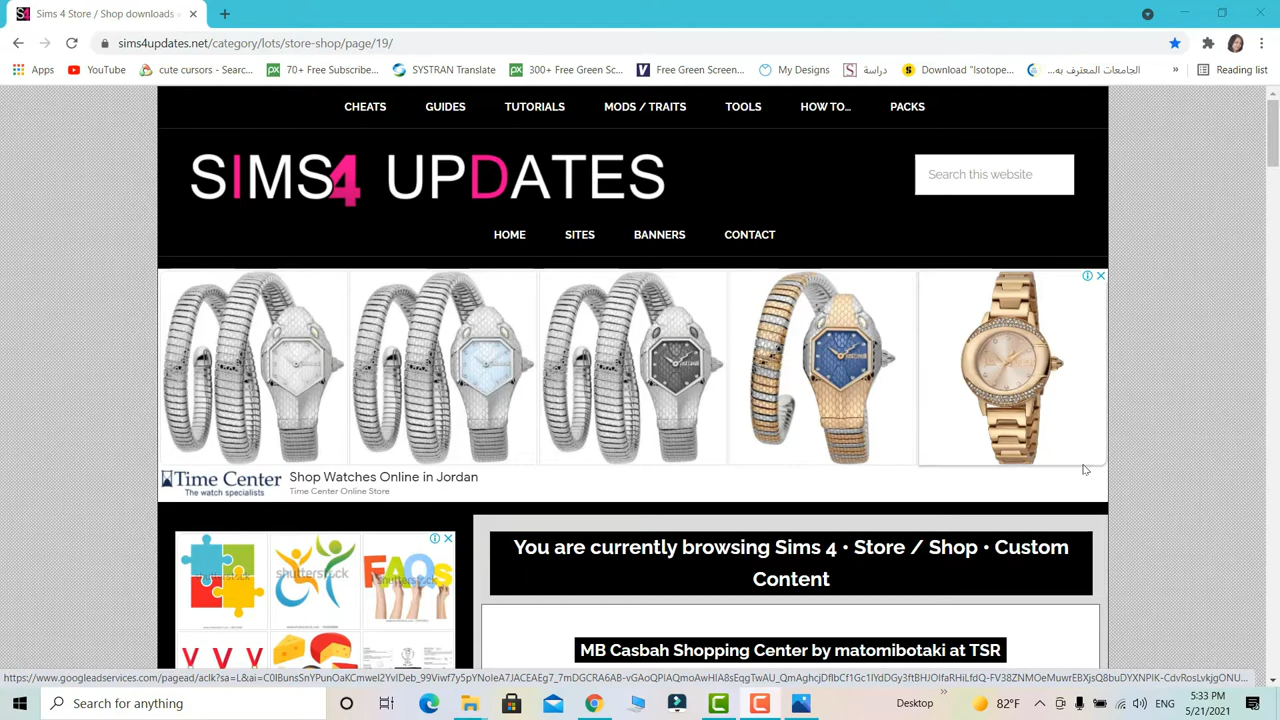 Sims 4 Store / Shop downloads
sims4updates.net/category/lots/store-shop/page/19/
Apps YouTube cute cursors - Searc... 70+ Free Subscribe... SYSTRAN Translate 300+ Free Green Sc... Free Green Screen... My Designs دراسة Download "Isotope... الجامعات المعترف به... » Reading list
CHEATS GUIDES TUTORIALS MODS / TRAITS TOOLS HOW TO... PACKS
SIMS4 UPDATES
Search this website
HOME SITES BANNERS CONTACT
Time Center
The watch specialists
Shop Watches Online in Jordan
Time Center Online Store
You are currently browsing Sims 4 • Store / Shop • Custom
Content
shutterstock shutterstock FAQS
MB Casbah Shopping Center by matomibotaki at TSR
Search for anything
Desktop
82°F
5:33 PM
5/21/2021